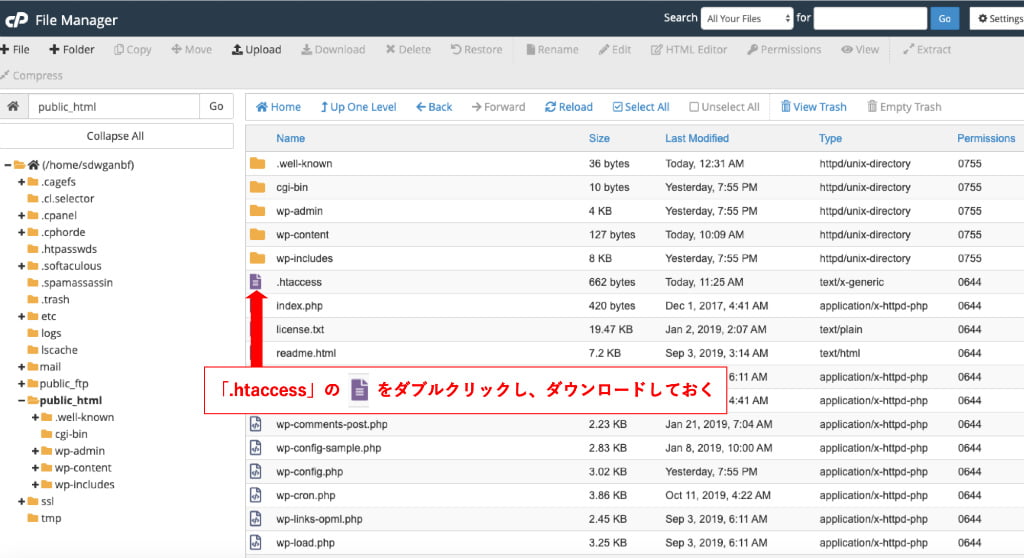 cP File Manager
Search All Your Files for Go Settings
File Folder Copy Move Upload Download Delete Restore Rename Edit HTML Editor Permissions View Extract
Compress
public_html Go Home Up One Level Back Forward Reload Select All Unselect All View Trash Empty Trash
Collapse All
(/home/sdwganbf)
.cagefs
.cl.selector
.cpanel
.cphorde
.htpasswds
.softaculous
.spamassassin
.trash
etc
logs
lscache
mail
public_ftp
public_html
.well-known
cgi-bin
wp-admin
wp-content
wp-includes
ssl
tmp
Name Size Last Modified Type Permissions
.well-known 36 bytes Today, 12:31 AM httpd/unix-directory 0755
cgi-bin 10 bytes Yesterday, 7:55 PM httpd/unix-directory 0755
wp-admin 4 KB Yesterday, 7:55 PM httpd/unix-directory 0755
wp-content 127 bytes Today, 10:09 AM httpd/unix-directory 0755
wp-includes 8 KB Yesterday, 7:55 PM httpd/unix-directory 0755
.htaccess 662 bytes Today, 11:25 AM text/x-generic 0644
index.php 420 bytes Dec 1, 2017, 4:41 AM application/x-httpd-php 0644
license.txt 19.47 KB Jan 2, 2019, 2:07 AM text/plain 0644
readme.html 7.2 KB Sep 3, 2019, 3:14 AM text/html 0644
6:11 AM application/x-httpd-php 0644
「.htaccess」の をダブルクリックし、ダウンロードしておく
4:41 AM application/x-httpd-php 0644
wp-comments-post.php 2.23 KB Jan 21, 2019, 7:04 AM application/x-httpd-php 0644
wp-config-sample.php 2.83 KB Jan 8, 2019, 10:00 AM application/x-httpd-php 0644
wp-config.php 3.02 KB Yesterday, 7:55 PM application/x-httpd-php 0644
wp-cron.php 3.86 KB Oct 11, 2019, 4:22 AM application/x-httpd-php 0644
wp-links-opml.php 2.45 KB Sep 3, 2019, 6:11 AM application/x-httpd-php 0644
wp-load.php 3.25 KB Sep 3, 2019, 6:11 AM application/x-httpd-php 0644